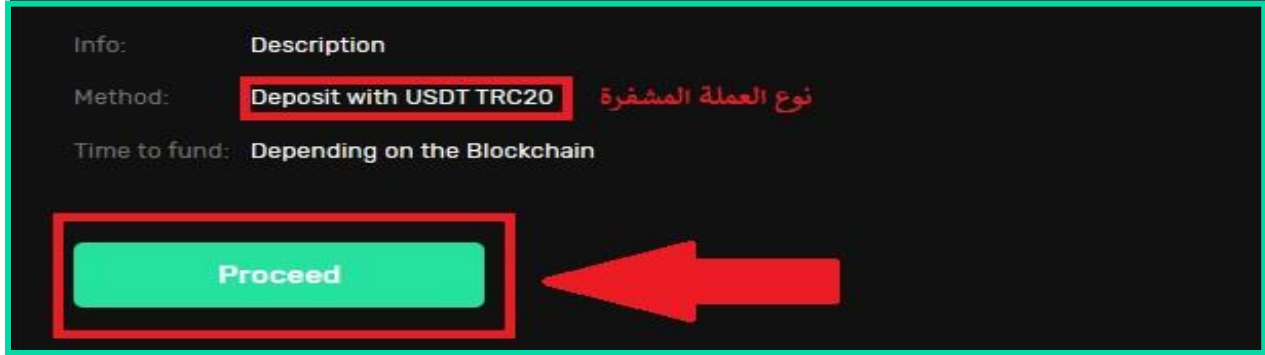 Info: Description
Method: Deposit with USDT TRC20 نوع العملة المشفرة
Time to fund: Depending on the Blockchain
Proceed